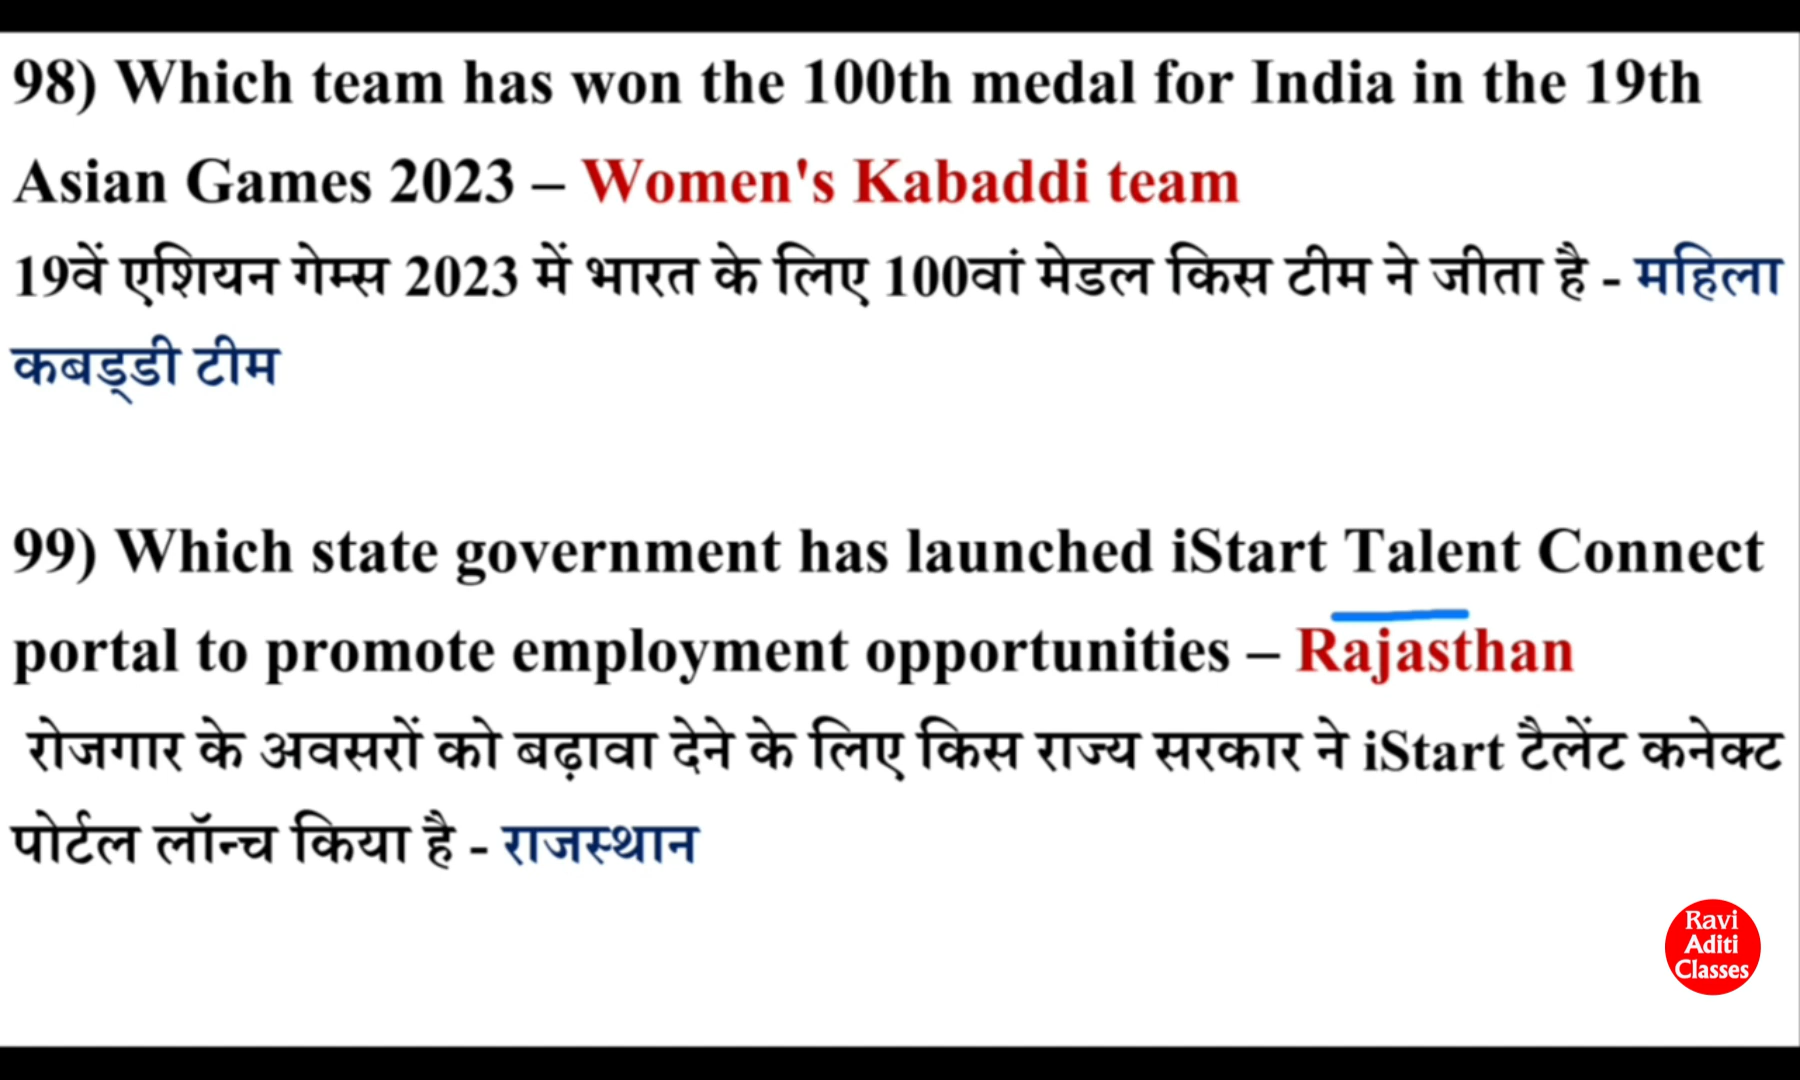 98) Which team has won the 100th medal for India in the 19th
Asian Games 2023 – Women's Kabaddi team
19वें एशियन गेम्स 2023 में भारत के लिए 100वां मेडल किस टीम ने जीता है - महिला
कबड्डी टीम
99) Which state government has launched iStart Talent Connect
portal to promote employment opportunities – Rajasthan
रोजगार के अवसरों को बढ़ावा देने के लिए किस राज्य सरकार ने iStart टैलेंट कनेक्ट
पोर्टल लॉन्च किया है - राजस्थान
Ravi
Aditi
Classes